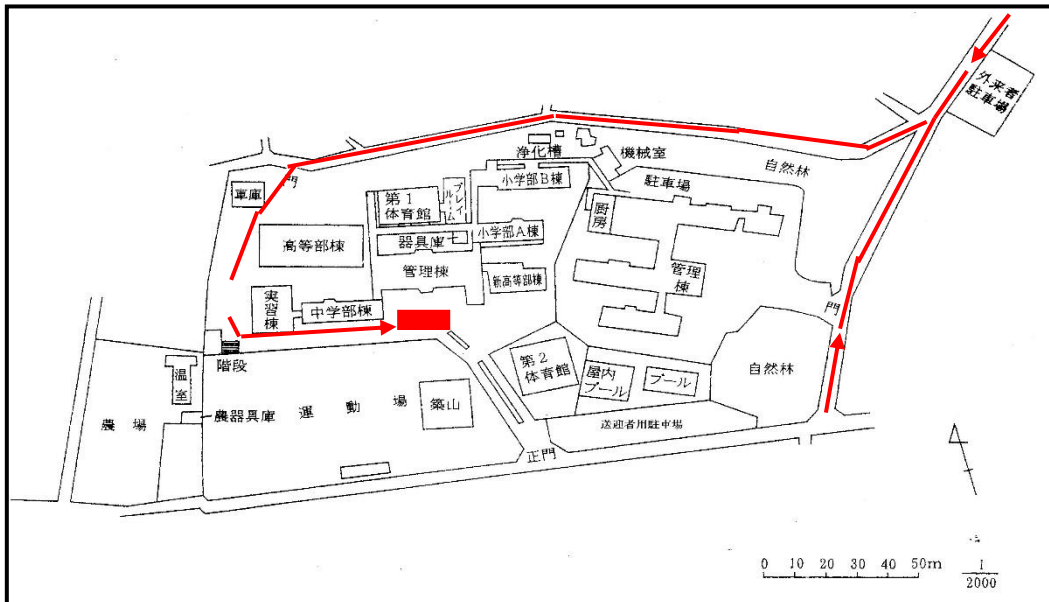 外来者
駐車場
浄化槽
機械室
自然林
門
車庫
第1
体育館
プレイ
ルーム
小学部B棟
駐車場
厨
房
高等部棟
器具庫
小学部A棟
管理棟
新高等部棟
管理
棟
実
習
棟
中学部棟
門
階段
温
室
第2
体育館
屋内
プール
プール
自然林
農場
農器具庫
運動場
築山
送迎者用駐車場
正門
0 10 20 30 40 50m
1
2000